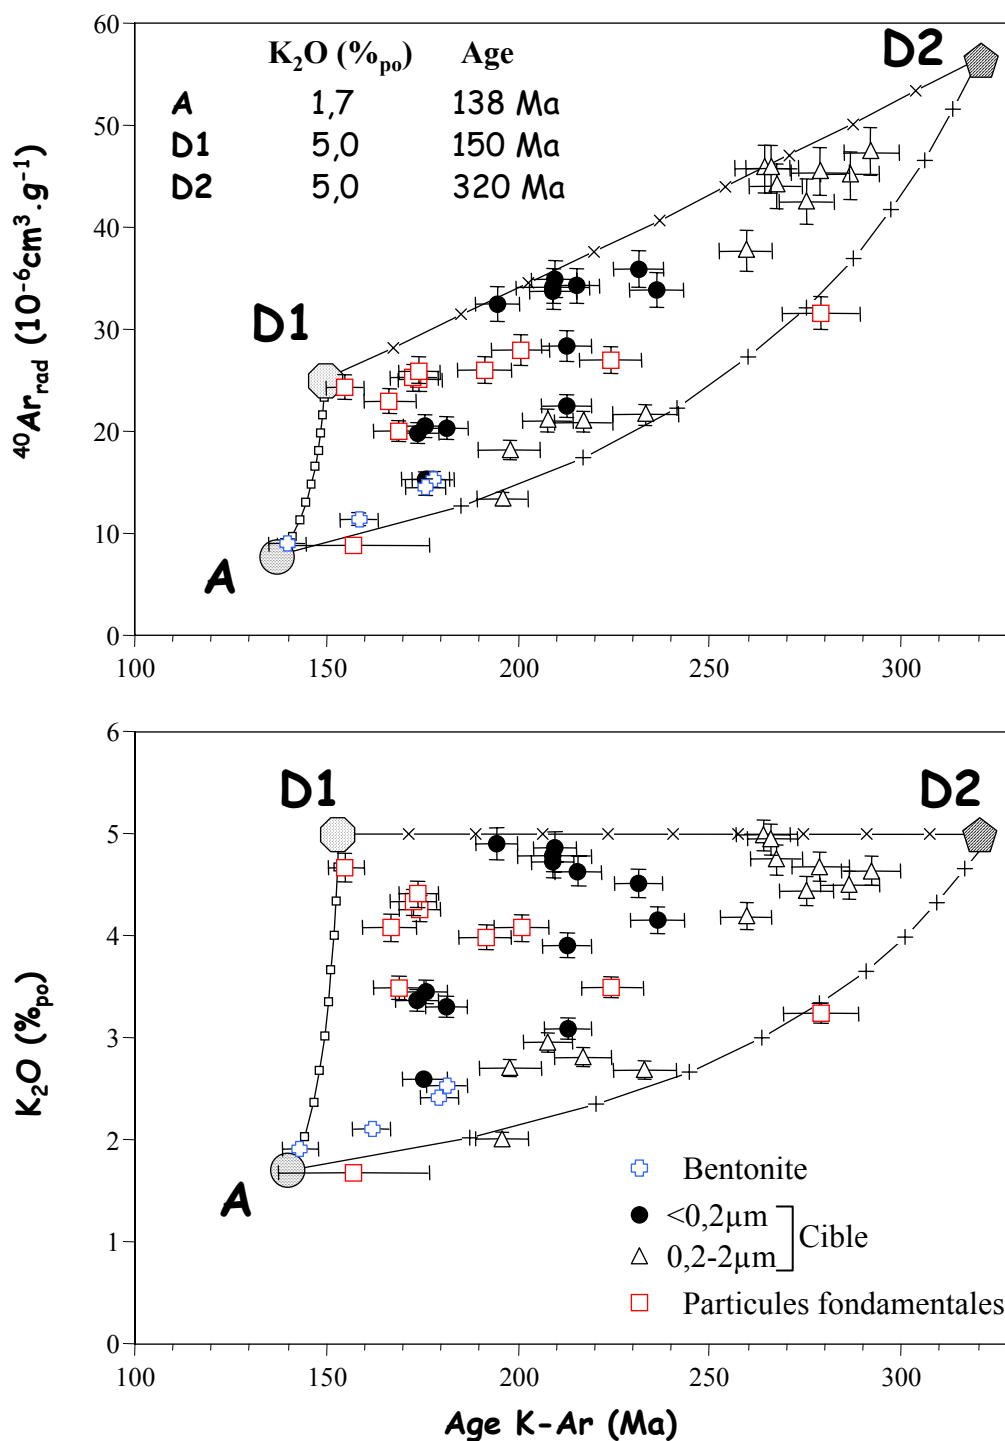 60
50
40
30
20
10
0
⁴⁰Ar_rad (10⁻⁶cm³.g⁻¹)
K₂O (%po) Age
A 1,7 138 Ma
D1 5,0 150 Ma
D2 5,0 320 Ma
D2
D1
A
100 150 200 250 300
6
5
4
3
2
1
0
K₂O (%po)
D1 D2
A
Bentonite
<0,2µm
0,2-2µm
Cible
Particules fondamentales
100 150 200 250 300
Age K-Ar (Ma)